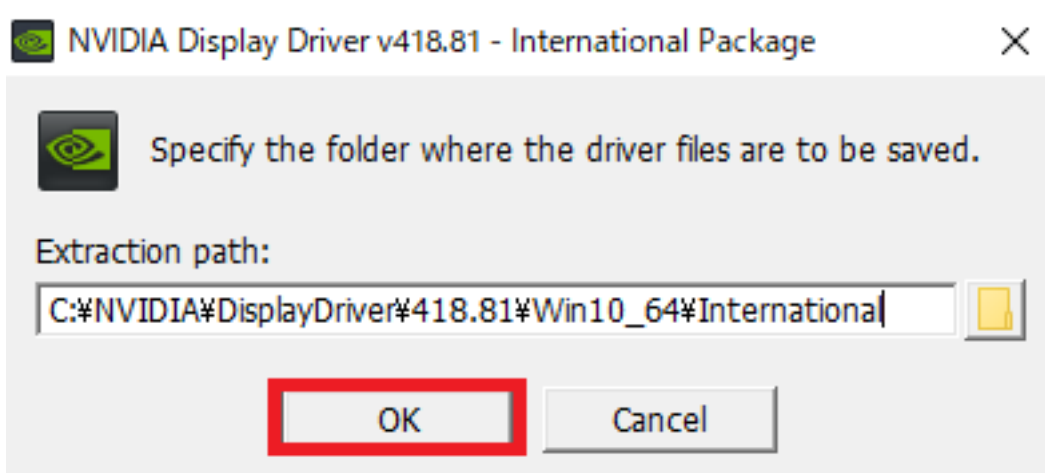 NVIDIA Display Driver v418.81 - International Package
Specify the folder where the driver files are to be saved.
Extraction path:
C:¥NVIDIA¥DisplayDriver¥418.81¥Win10_64¥International
OK Cancel